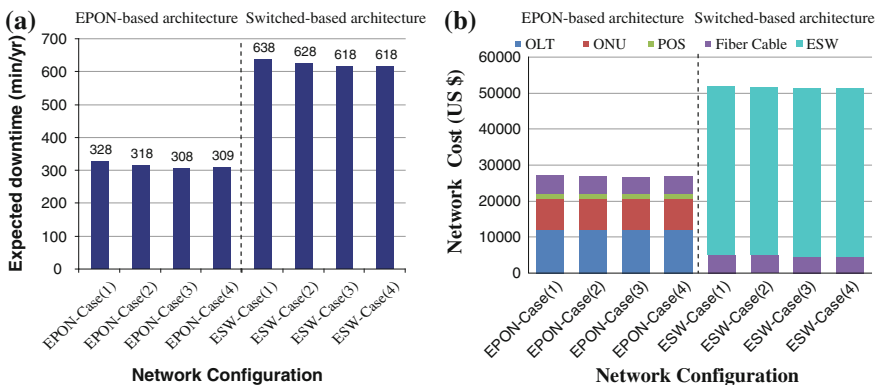 (a)
EPON-based architecture
Switched-based architecture
Expected downtime (min/yr)
700
600
500
400
300
200
100
0
328
318
308
309
638
628
618
618
EPON-Case(1)
EPON-Case(2)
EPON-Case(3)
EPON-Case(4)
ESW-Case(1)
ESW-Case(2)
ESW-Case(3)
ESW-Case(4)
Network Configuration
(b)
EPON-based architecture
Switched-based architecture
OLT
ONU
POS
Fiber Cable
ESW
Network Cost (US $)
60000
50000
40000
30000
20000
10000
0
EPON-Case(1)
EPON-Case(2)
EPON-Case(3)
EPON-Case(4)
ESW-Case(1)
ESW-Case(2)
ESW-Case(3)
ESW-Case(4)
Network Configuration